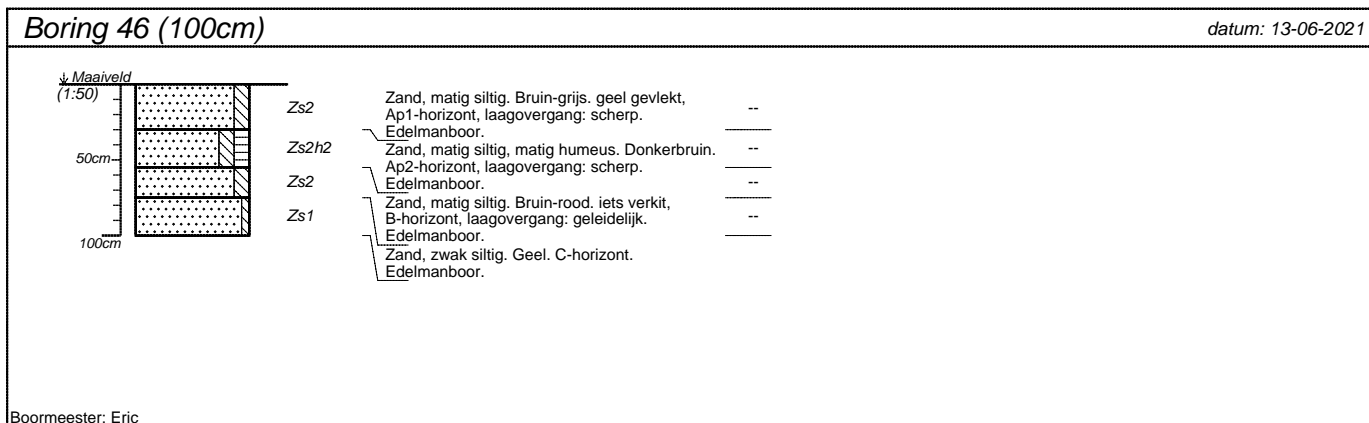 Boring 46 (100cm)
datum: 13-06-2021
Maaiveld
(1:50)
50cm
100cm
Zs2
Zand, matig siltig. Bruin-grijs. geel gevlekt,
Ap1-horizont, laagovergang: scherp.
Edelmanboor.
--
Zs2h2
Zand, matig siltig, matig humeus. Donkerbruin.
Ap2-horizont, laagovergang: scherp.
Edelmanboor.
--
Zs2
Zand, matig siltig. Bruin-rood. iets verkit,
B-horizont, laagovergang: geleidelijk.
Edelmanboor.
--
Zs1
Zand, zwak siltig. Geel. C-horizont.
Edelmanboor.
--
Boormeester: Eric